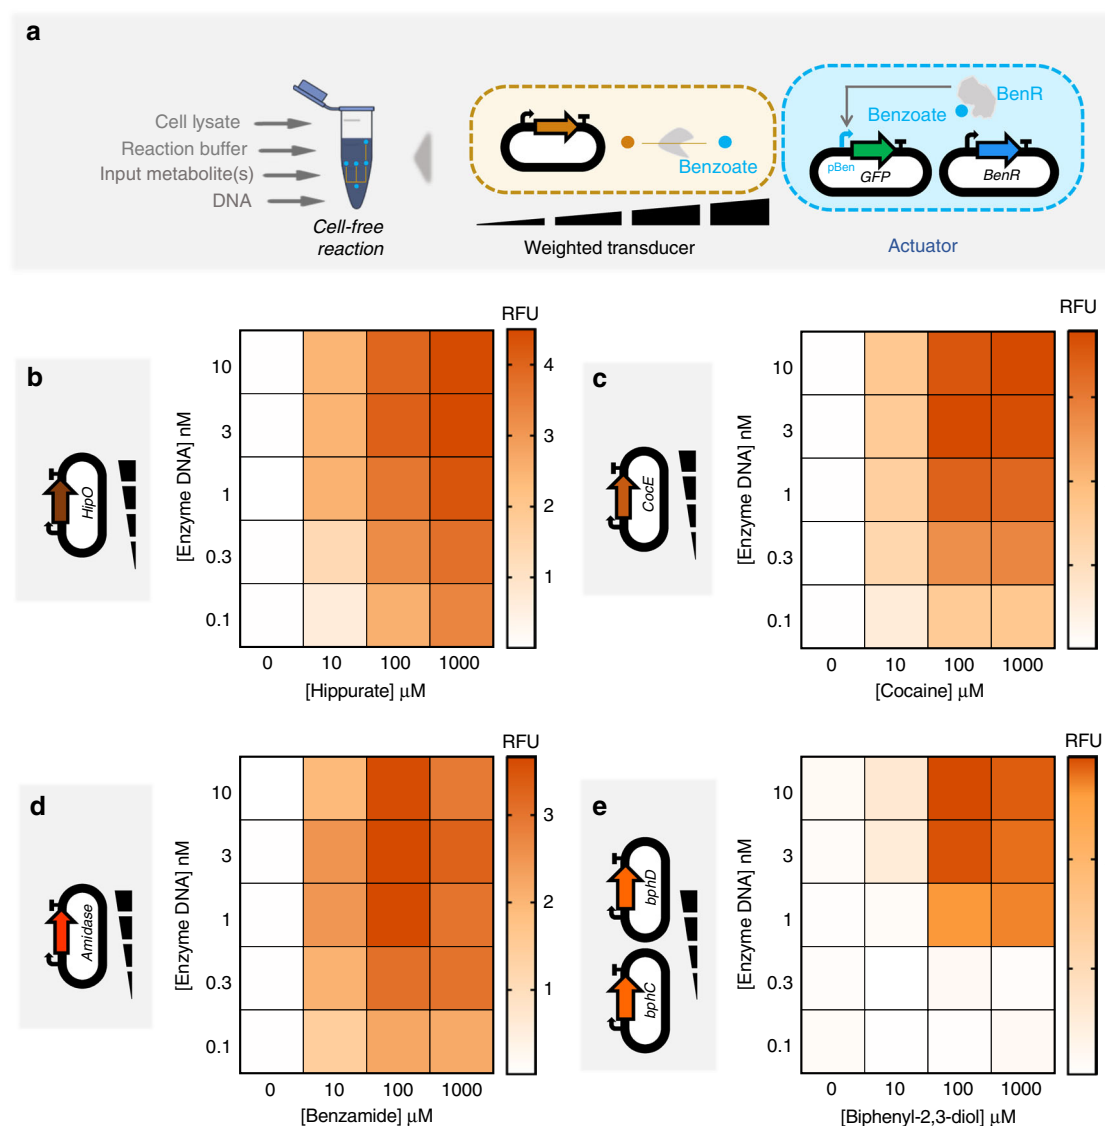 a
Cell lysate
Reaction buffer
Input metabolite(s)
DNA
Cell-free
reaction
Benzoate
Weighted transducer
BenR
Benzoate
pBen
GFP
BenR
Actuator
b
HipO
[Enzyme DNA] nM
10
3
1
0.3
0.1
0
10
100
1000
[Hippurate] μM
RFU
4
3
2
1
c
CocE
[Enzyme DNA] nM
10
3
1
0.3
0.1
0
10
100
1000
[Cocaine] μM
RFU
d
Amidase
[Enzyme DNA] nM
10
3
1
0.3
0.1
0
10
100
1000
[Benzamide] μM
RFU
3
2
1
e
bphD
bphC
[Enzyme DNA] nM
10
3
1
0.3
0.1
0
10
100
1000
[Biphenyl-2,3-diol] μM
RFU